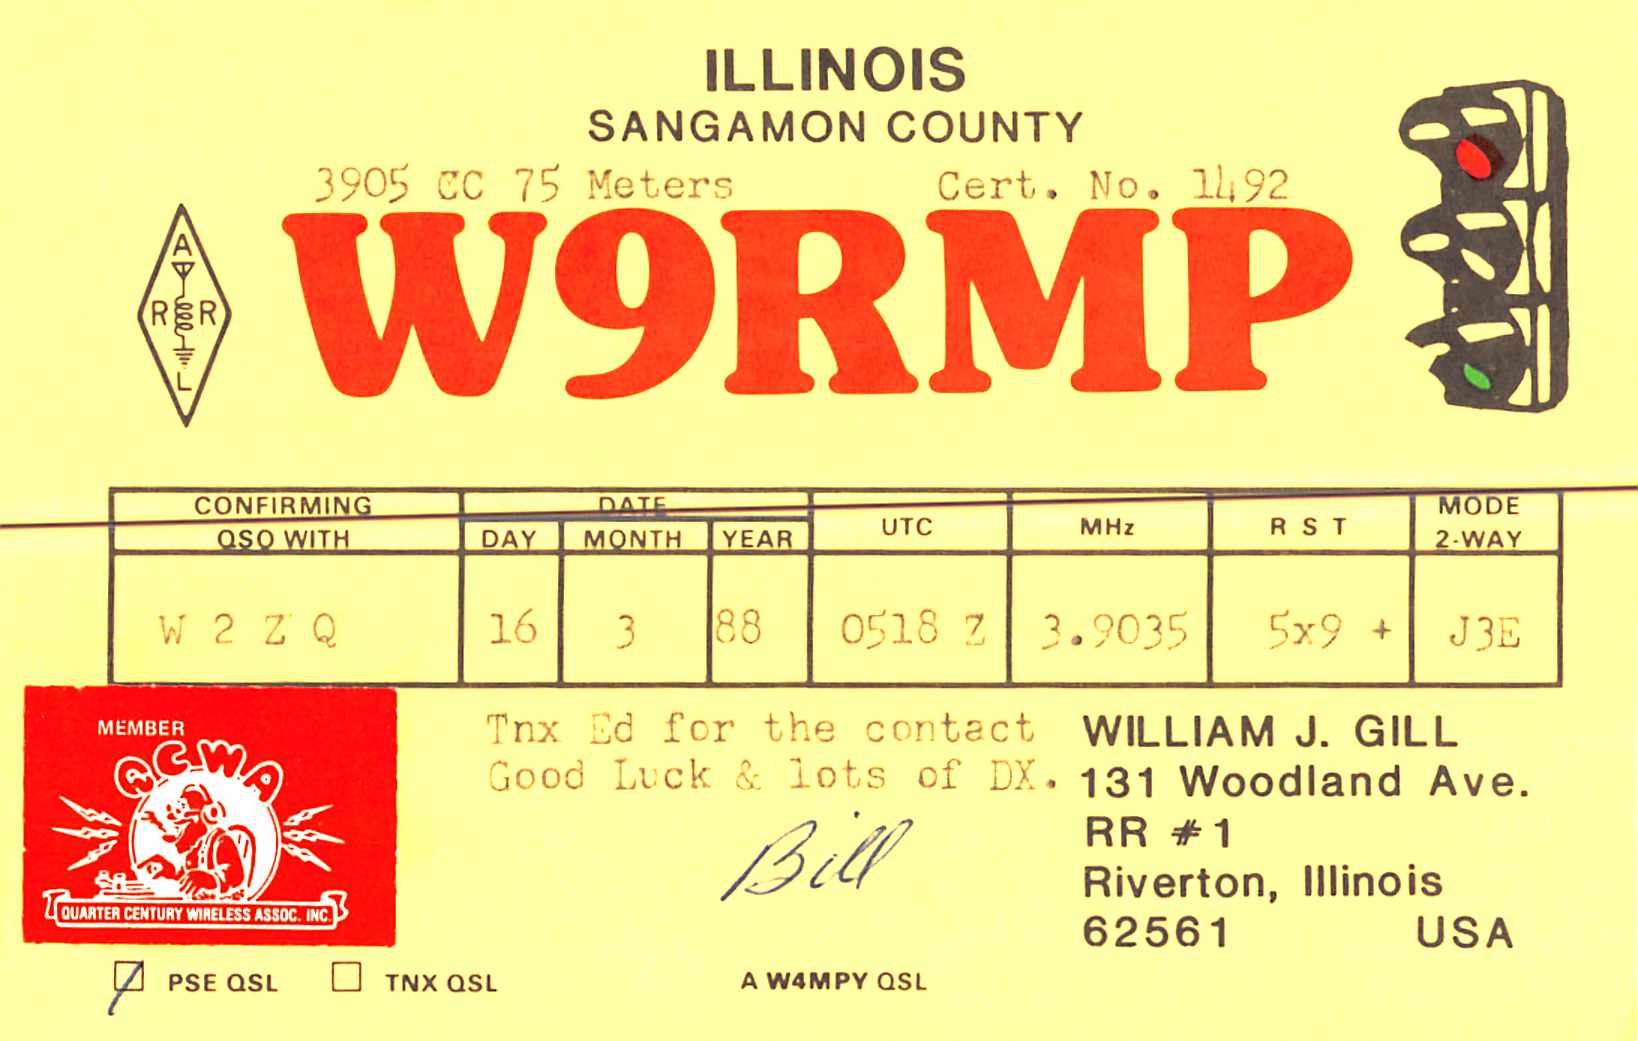 ILLINOIS
SANGAMON COUNTY
3905 CC 75 Meters Cert. No. 1492
A
R R
L
W9RMP
CONFIRMING QSO WITH DATE DAY MONTH YEAR UTC MHz R S T MODE 2-WAY
W 2 Z Q 16 3 88 0518 Z 3.9035 5x9 + J3E
MEMBER
QCWA
QUARTER CENTURY WIRELESS ASSOC. INC.
Tnx Ed for the contact
Good Luck & lots of DX.
Bill
WILLIAM J. GILL
131 Woodland Ave.
RR #1
Riverton, Illinois
62561 USA
PSE QSL TNX QSL A W4MPY QSL